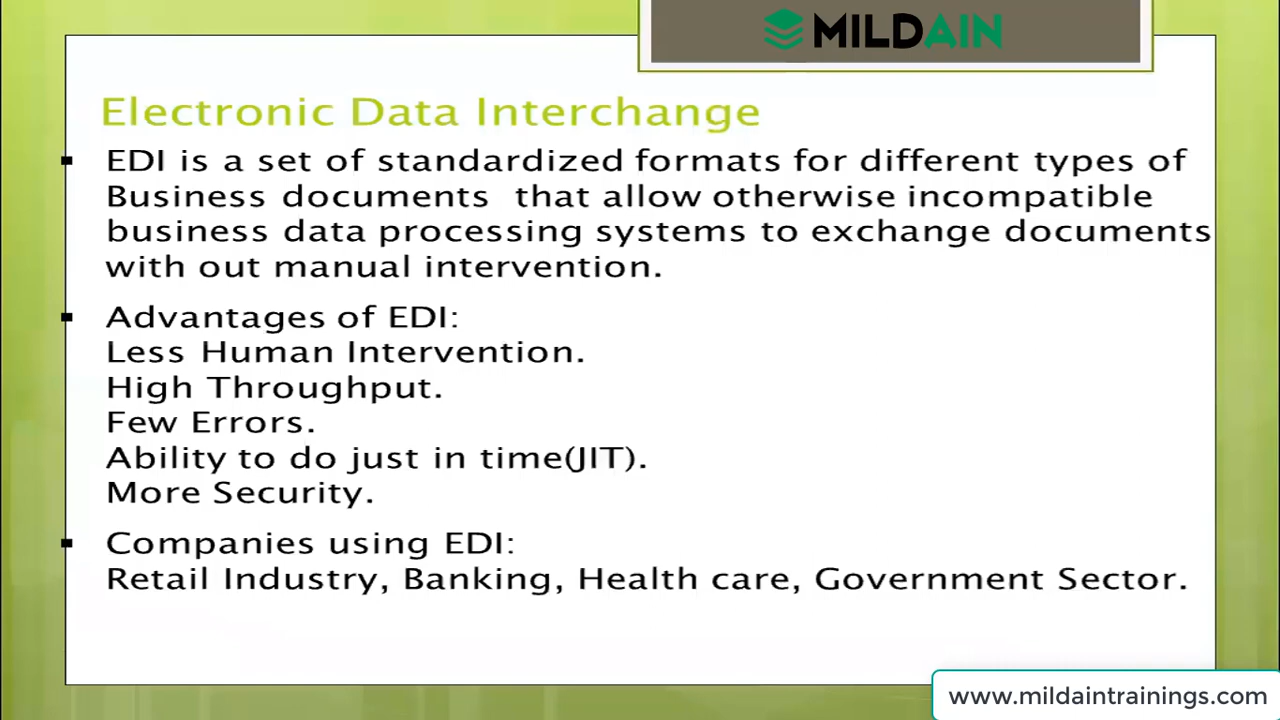 MILDAIN
Electronic Data Interchange
▪ EDI is a set of standardized formats for different types of
Business documents  that allow otherwise incompatible
business data processing systems to exchange documents
with out manual intervention.
▪ Advantages of EDI:
Less Human Intervention.
High Throughput.
Few Errors.
Ability to do just in time(JIT).
More Security.
▪ Companies using EDI:
Retail Industry, Banking, Health care, Government Sector.
www.mildaintrainings.com